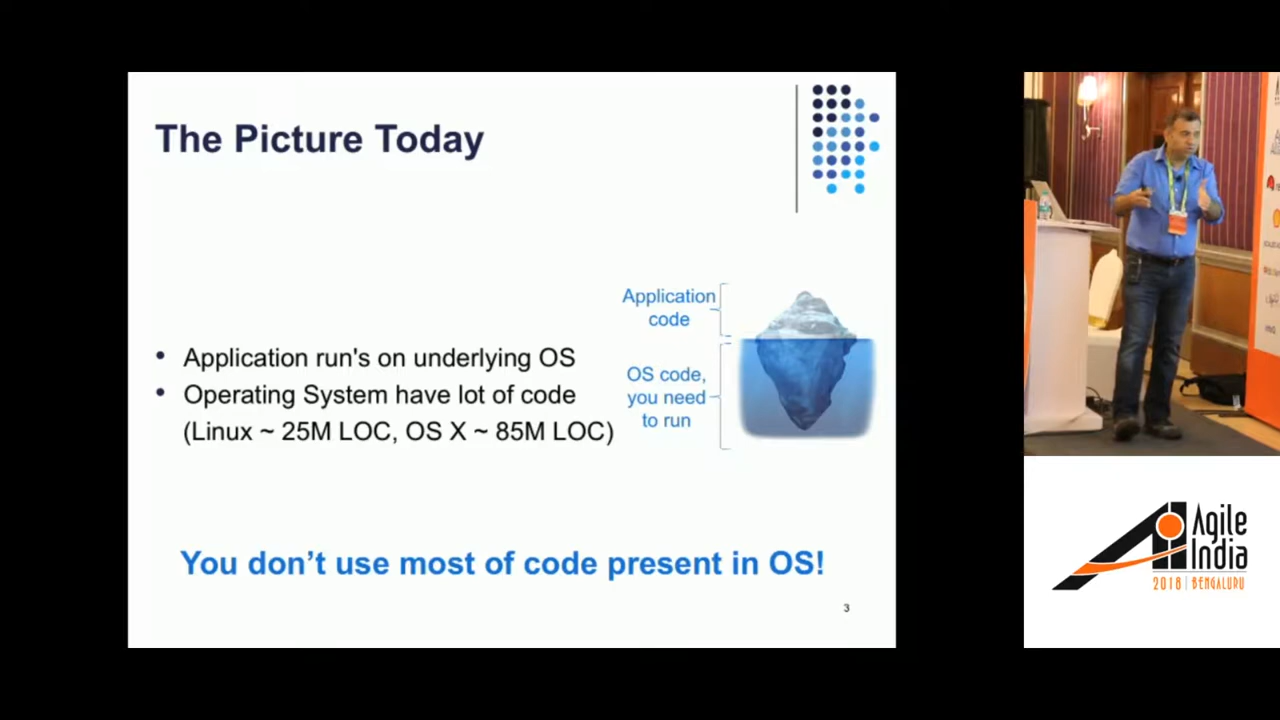 The Picture Today
Application
code
• Application run's on underlying OS
• Operating System have lot of code
(Linux ~ 25M LOC, OS X ~ 85M LOC)
OS code,
you need
to run
You don't use most of code present in OS!
3
Agile
India
2018 | BENGALURU